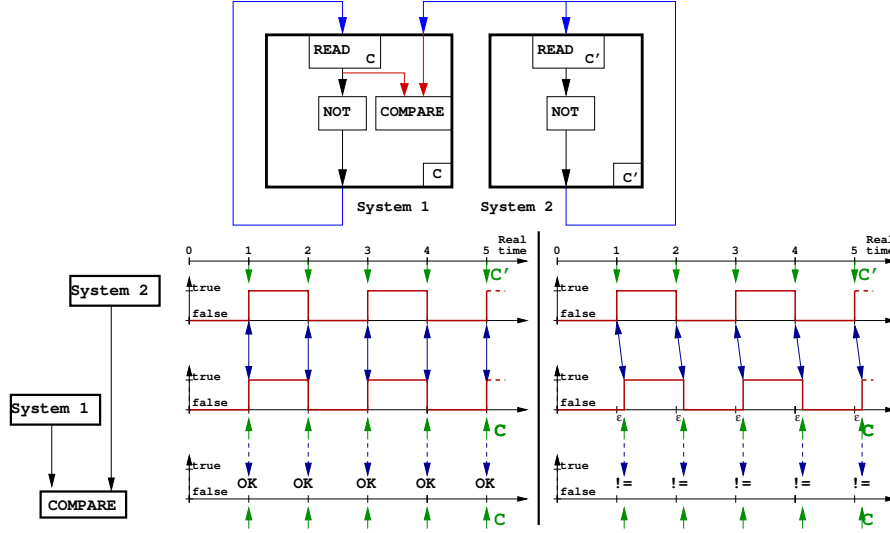 READ
C
NOT
COMPARE
C
System 1
READ
C'
NOT
C'
System 2
System 2
System 1
COMPARE
0 1 2 3 4 5 Real time
C'
true
false
true
false
C
true
OK OK OK OK OK
false
C
0 1 2 3 4 5 Real time
C'
true
false
true
false
ε ε ε ε ε
C
true
!= != != != !=
false
C